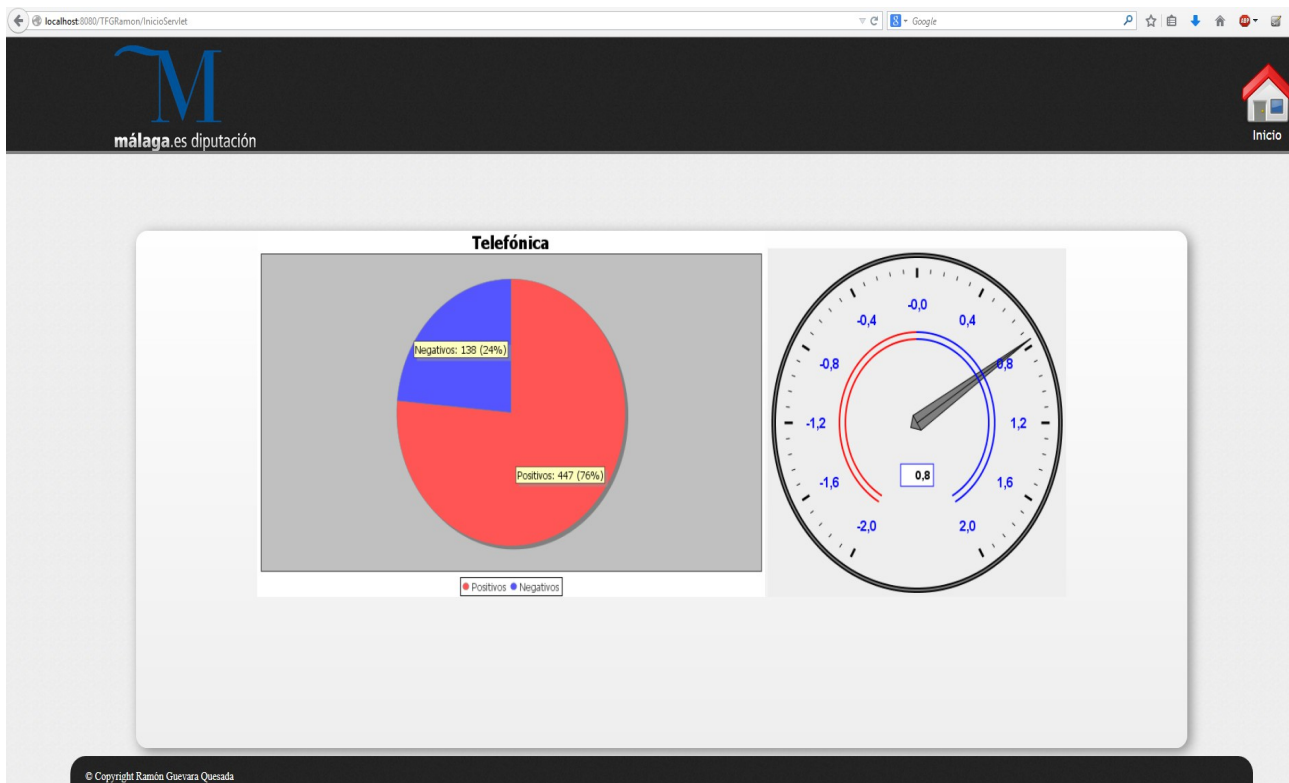 localhost:8080/TFGRamon/InicioServlet
Google
M
málaga.es diputación
Inicio
Telefónica
Negativos: 138 (24%)
Positivos: 447 (76%)
Positivos Negativos
-0,0
-0,4 0,4
-0,8 0,8
-1,2 1,2
-1,6 1,6
-2,0 2,0
0,8
© Copyright Ramón Guevara Quesada